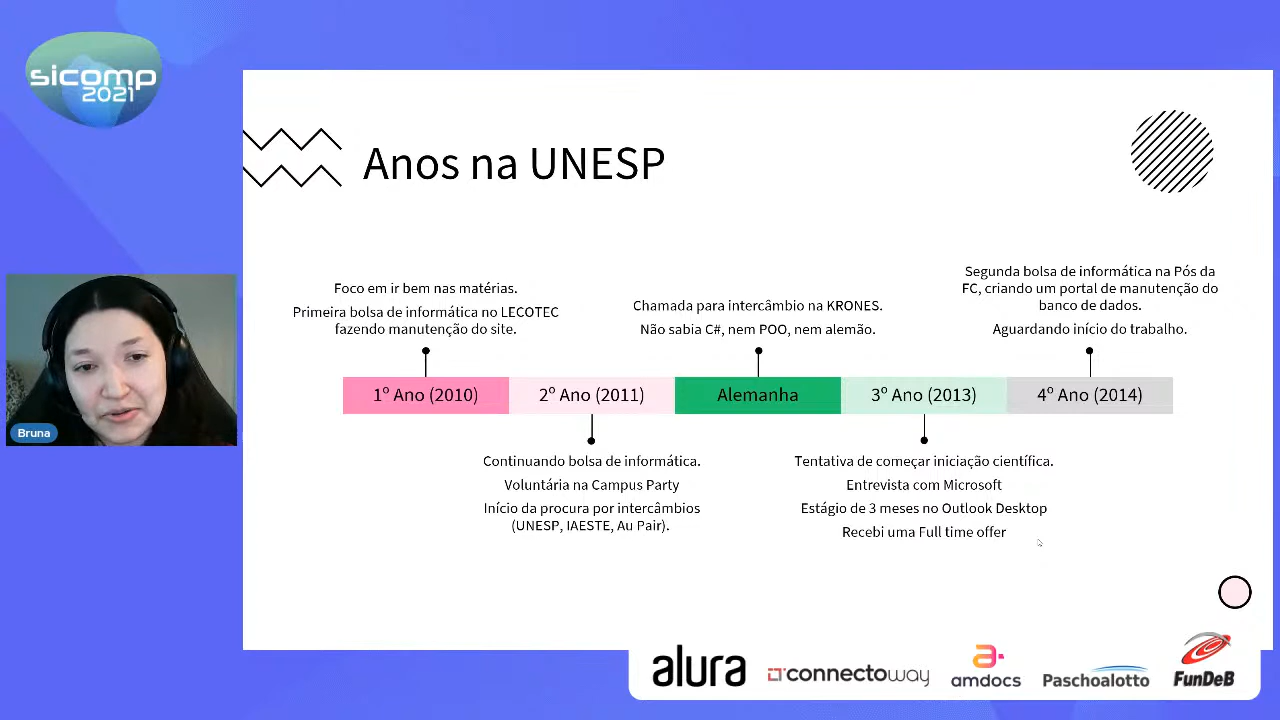 sicomp
2021
Anos na UNESP
Foco em ir bem nas matérias.
Primeira bolsa de informática no LECOTEC
fazendo manutenção do site.
Chamada para intercâmbio na KRONES.
Não sabia C#, nem POO, nem alemão.
Segunda bolsa de informática na Pós da
FC, criando um portal de manutenção do
banco de dados.
Aguardando início do trabalho.
1º Ano (2010)
2º Ano (2011)
Alemanha
3º Ano (2013)
4º Ano (2014)
Continuando bolsa de informática.
Voluntária na Campus Party
Início da procura por intercâmbios
(UNESP, IAESTE, Au Pair).
Tentativa de começar iniciação científica.
Entrevista com Microsoft
Estágio de 3 meses no Outlook Desktop
Recebi uma Full time offer
Bruna
alura
connectoway
a
amdocs
Paschoalotto
FunDeB